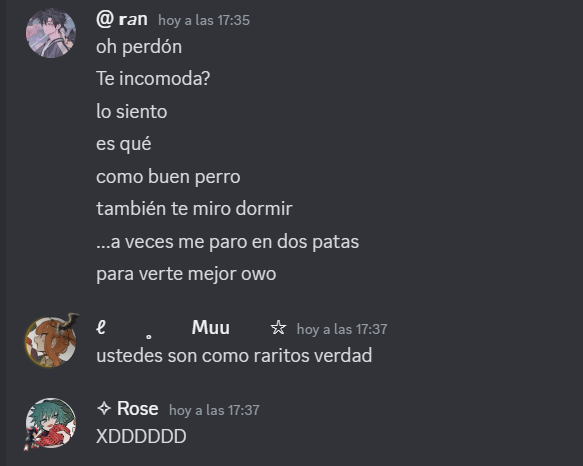 @ ran hoy a las 17:35
oh perdón
Te incomoda?
lo siento
es qué
como buen perro
también te miro dormir
...a veces me paro en dos patas
para verte mejor owo
ℓ 。 Muu ☆ hoy a las 17:37
ustedes son como raritos verdad
✧ Rose hoy a las 17:37
XDDDDDD